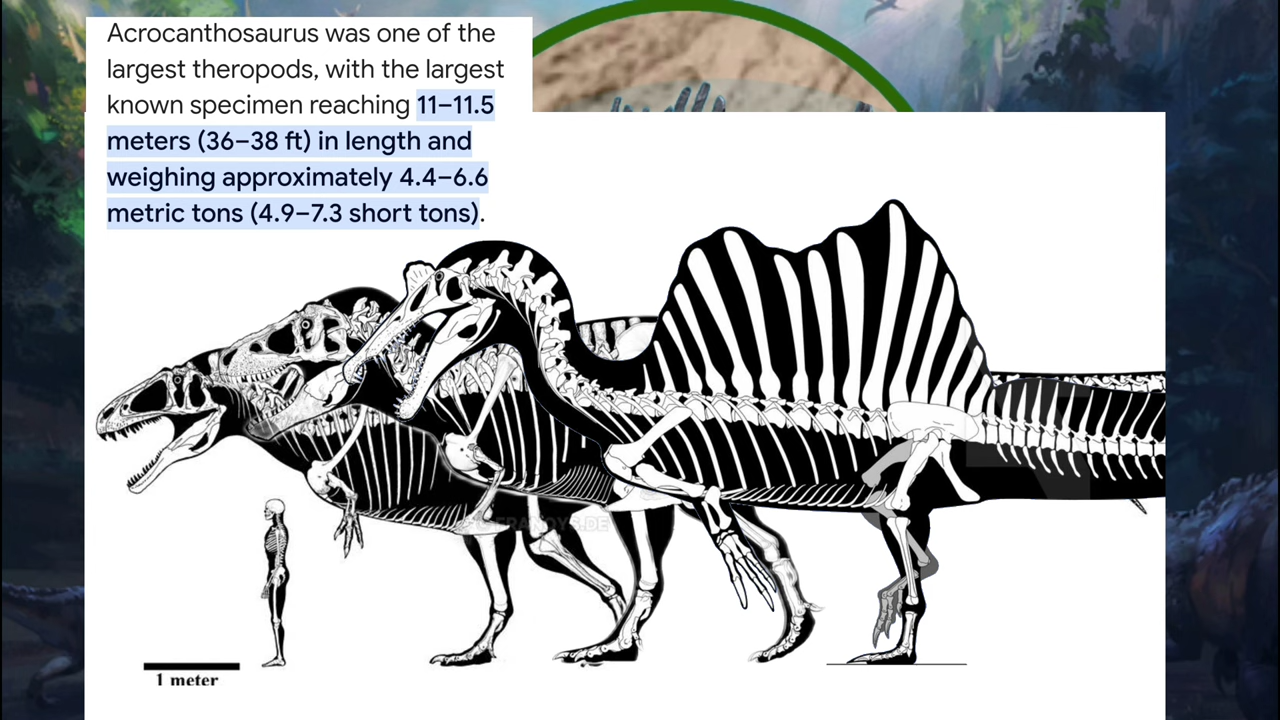 Acrocanthosaurus was one of the
largest theropods, with the largest
known specimen reaching 11–11.5
meters (36–38 ft) in length and
weighing approximately 4.4–6.6
metric tons (4.9–7.3 short tons).
1 meter